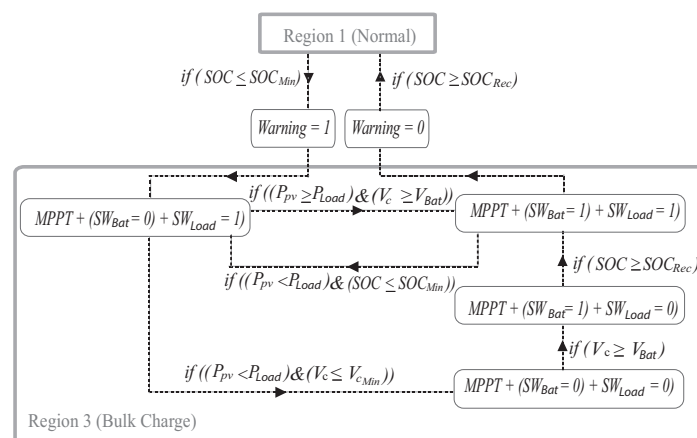 Region 1 (Normal)
if (SOC ≤ SOC_Min)
if (SOC ≥ SOC_Rec)
Warning = 1
Warning = 0
if ((P_pv ≥ P_Load) & (V_c ≥ V_Bat))
MPPT + (SW_Bat = 0) + SW_Load = 1)
MPPT + (SW_Bat = 1) + SW_Load = 1)
if ((P_pv < P_Load) & (SOC ≤ SOC_Min))
if (SOC ≥ SOC_Rec)
MPPT + (SW_Bat = 1) + SW_Load = 0)
if (V_c ≥ V_Bat)
if ((P_pv < P_Load) & (V_c ≤ V_c_Min))
MPPT + (SW_Bat = 0) + SW_Load = 0)
Region 3 (Bulk Charge)